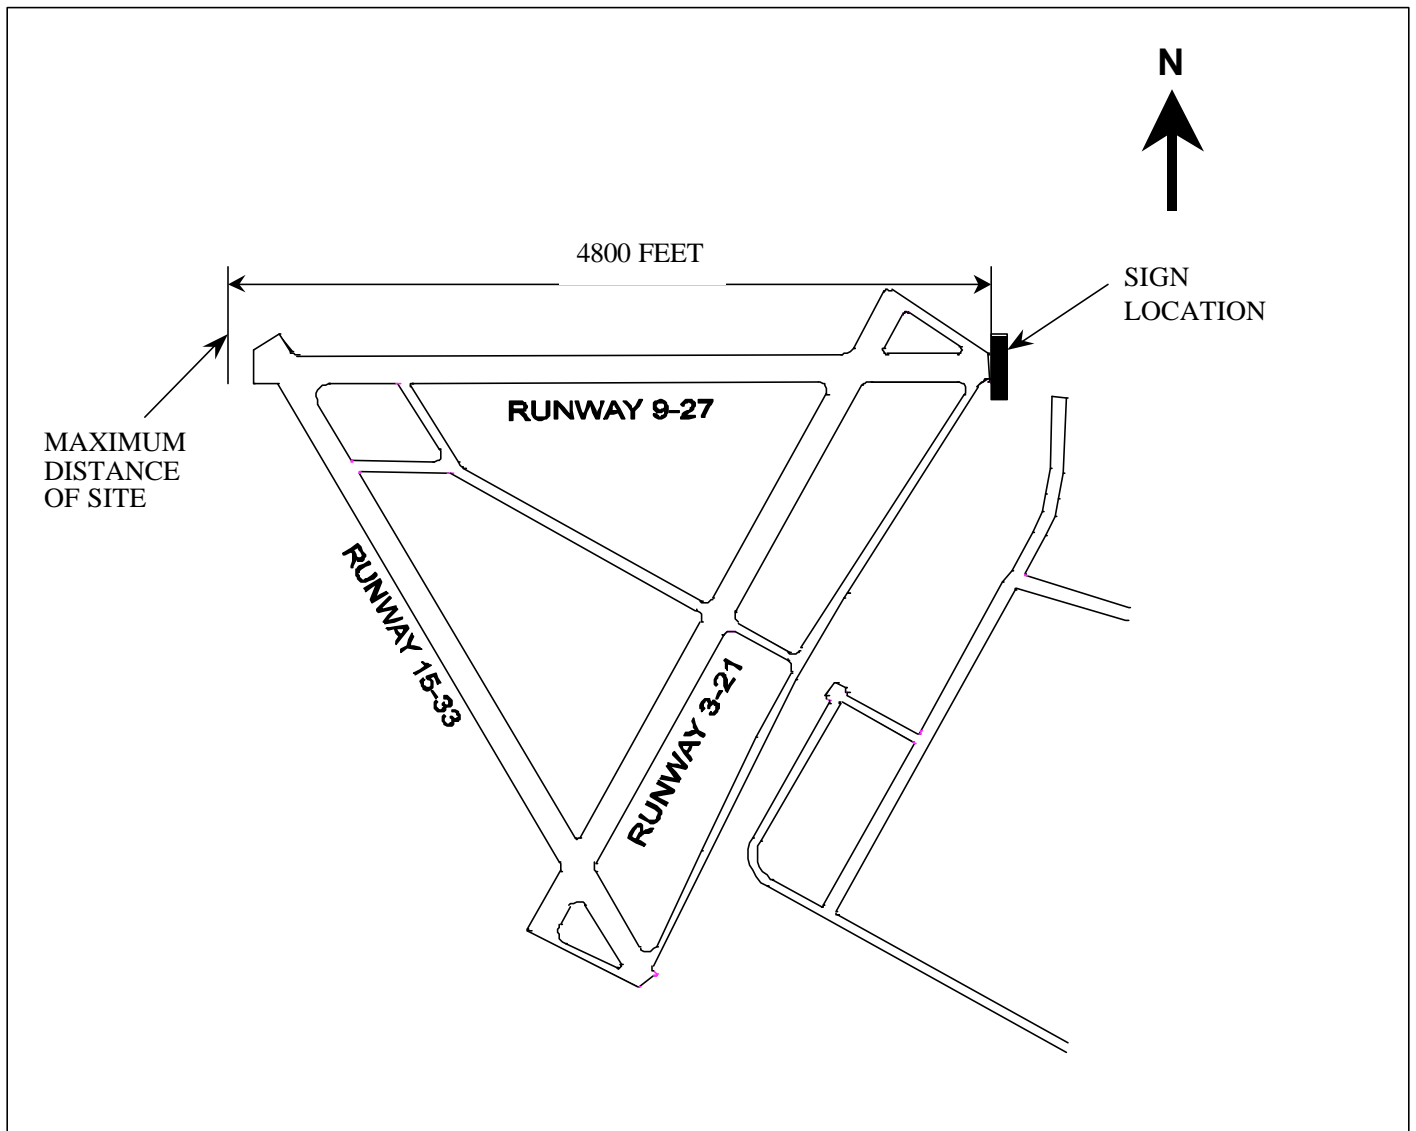 N
4800 FEET
SIGN
LOCATION
RUNWAY 9-27
MAXIMUM
DISTANCE
OF SITE
RUNWAY 15-33
RUNWAY 3-21